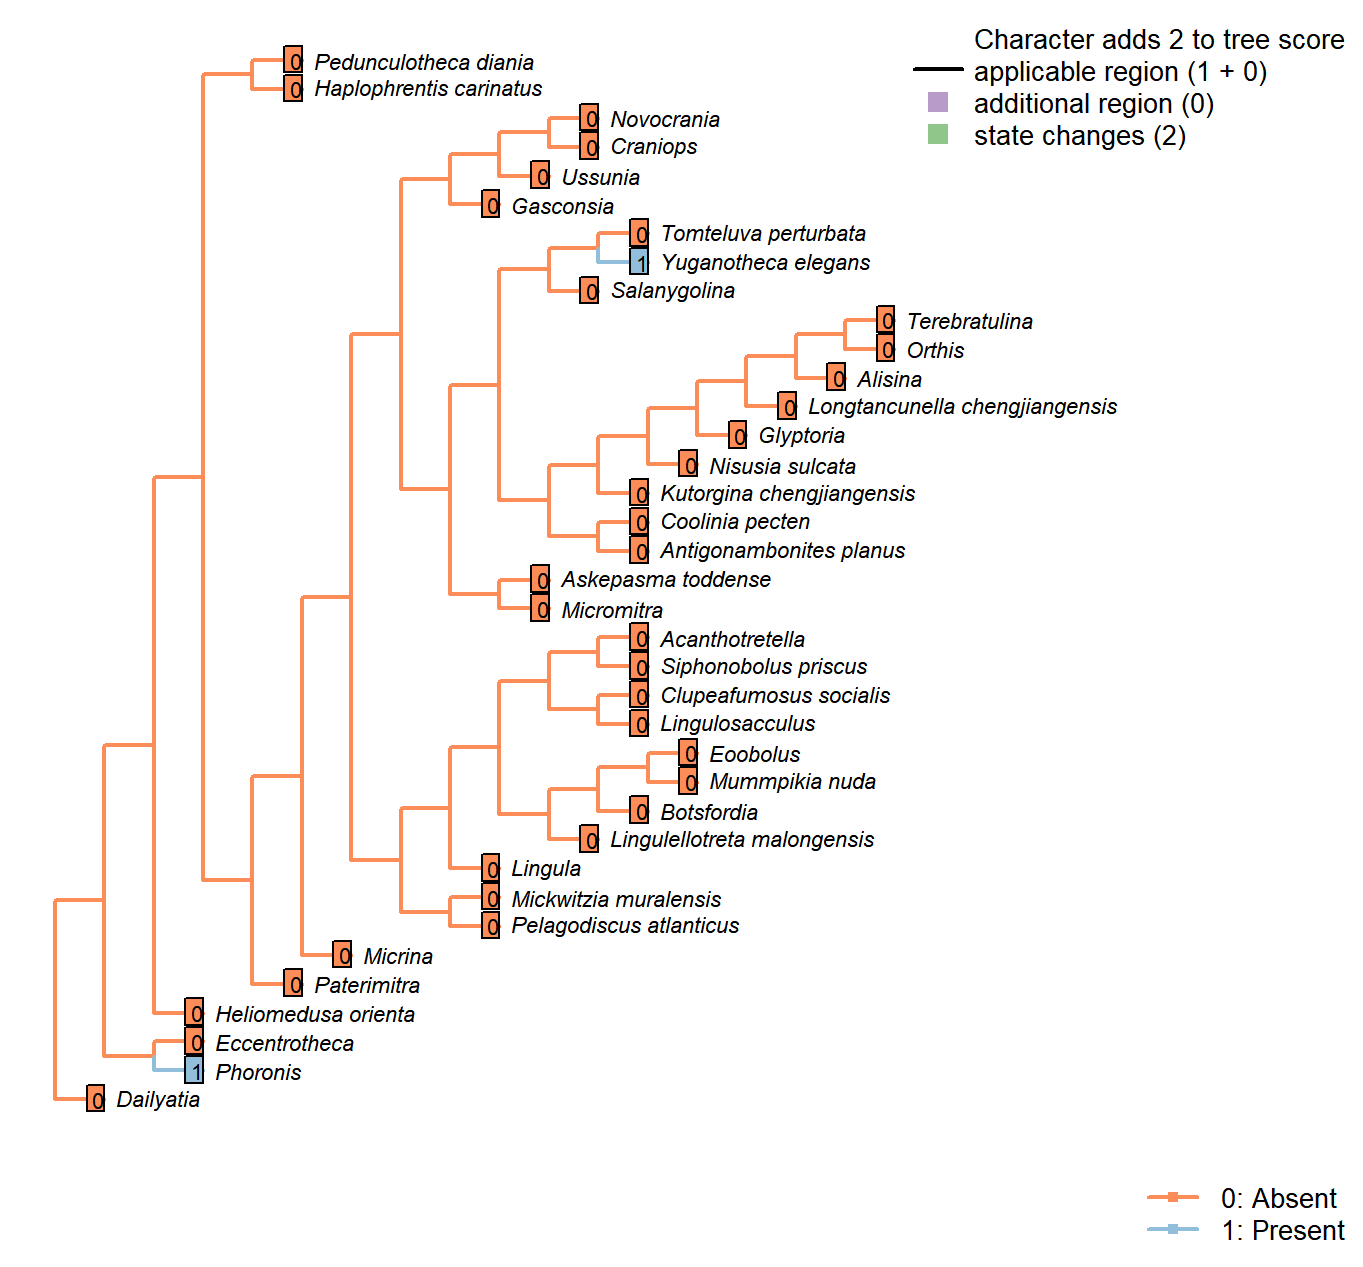 Character adds 2 to tree score
applicable region (1 + 0)
additional region (0)
state changes (2)
0 Pedunculotheca diania
0 Haplophrentis carinatus
0 Novocrania
0 Craniops
0 Ussunia
0 Gasconsia
0 Tomteluva perturbata
1 Yuganotheca elegans
0 Salanygolina
0 Terebratulina
0 Orthis
0 Alisina
0 Longtancunella chengjiangensis
0 Glyptoria
0 Nisusia sulcata
0 Kutorgina chengjiangensis
0 Coolinia pecten
0 Antigonambonites planus
0 Askepasma toddense
0 Micromitra
0 Acanthotretella
0 Siphonobolus priscus
0 Clupeafumosus socialis
0 Lingulosacculus
0 Eoobolus
0 Mummpikia nuda
0 Botsfordia
0 Lingulellotreta malongensis
0 Lingula
0 Mickwitzia muralensis
0 Pelagodiscus atlanticus
0 Micrina
0 Paterimitra
0 Heliomedusa orienta
0 Eccentrotheca
1 Phoronis
0 Dailyatia
0: Absent
1: Present